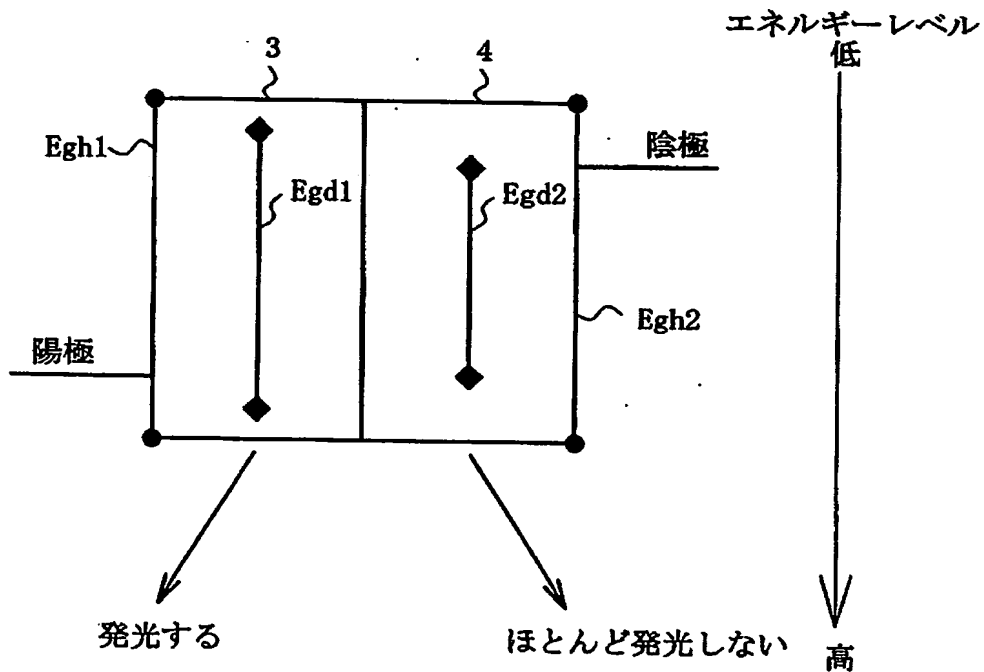 エネルギーレベル
低
3
4
Egh1
陰極
Egd1
Egd2
Egh2
陽極
発光する
ほとんど発光しない
高